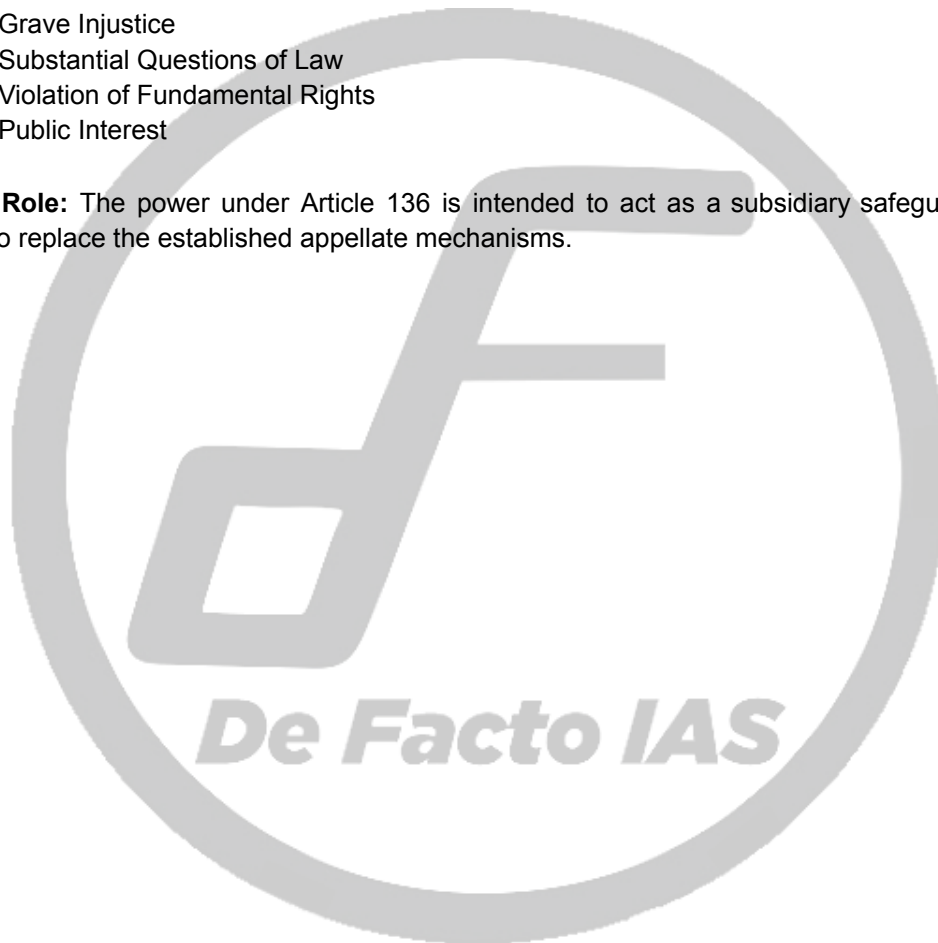 Grave Injustice
Substantial Questions of Law
Violation of Fundamental Rights
Public Interest
Role: The power under Article 136 is intended to act as a subsidiary
o replace the established appellate mechanisms.
De Facto IAS